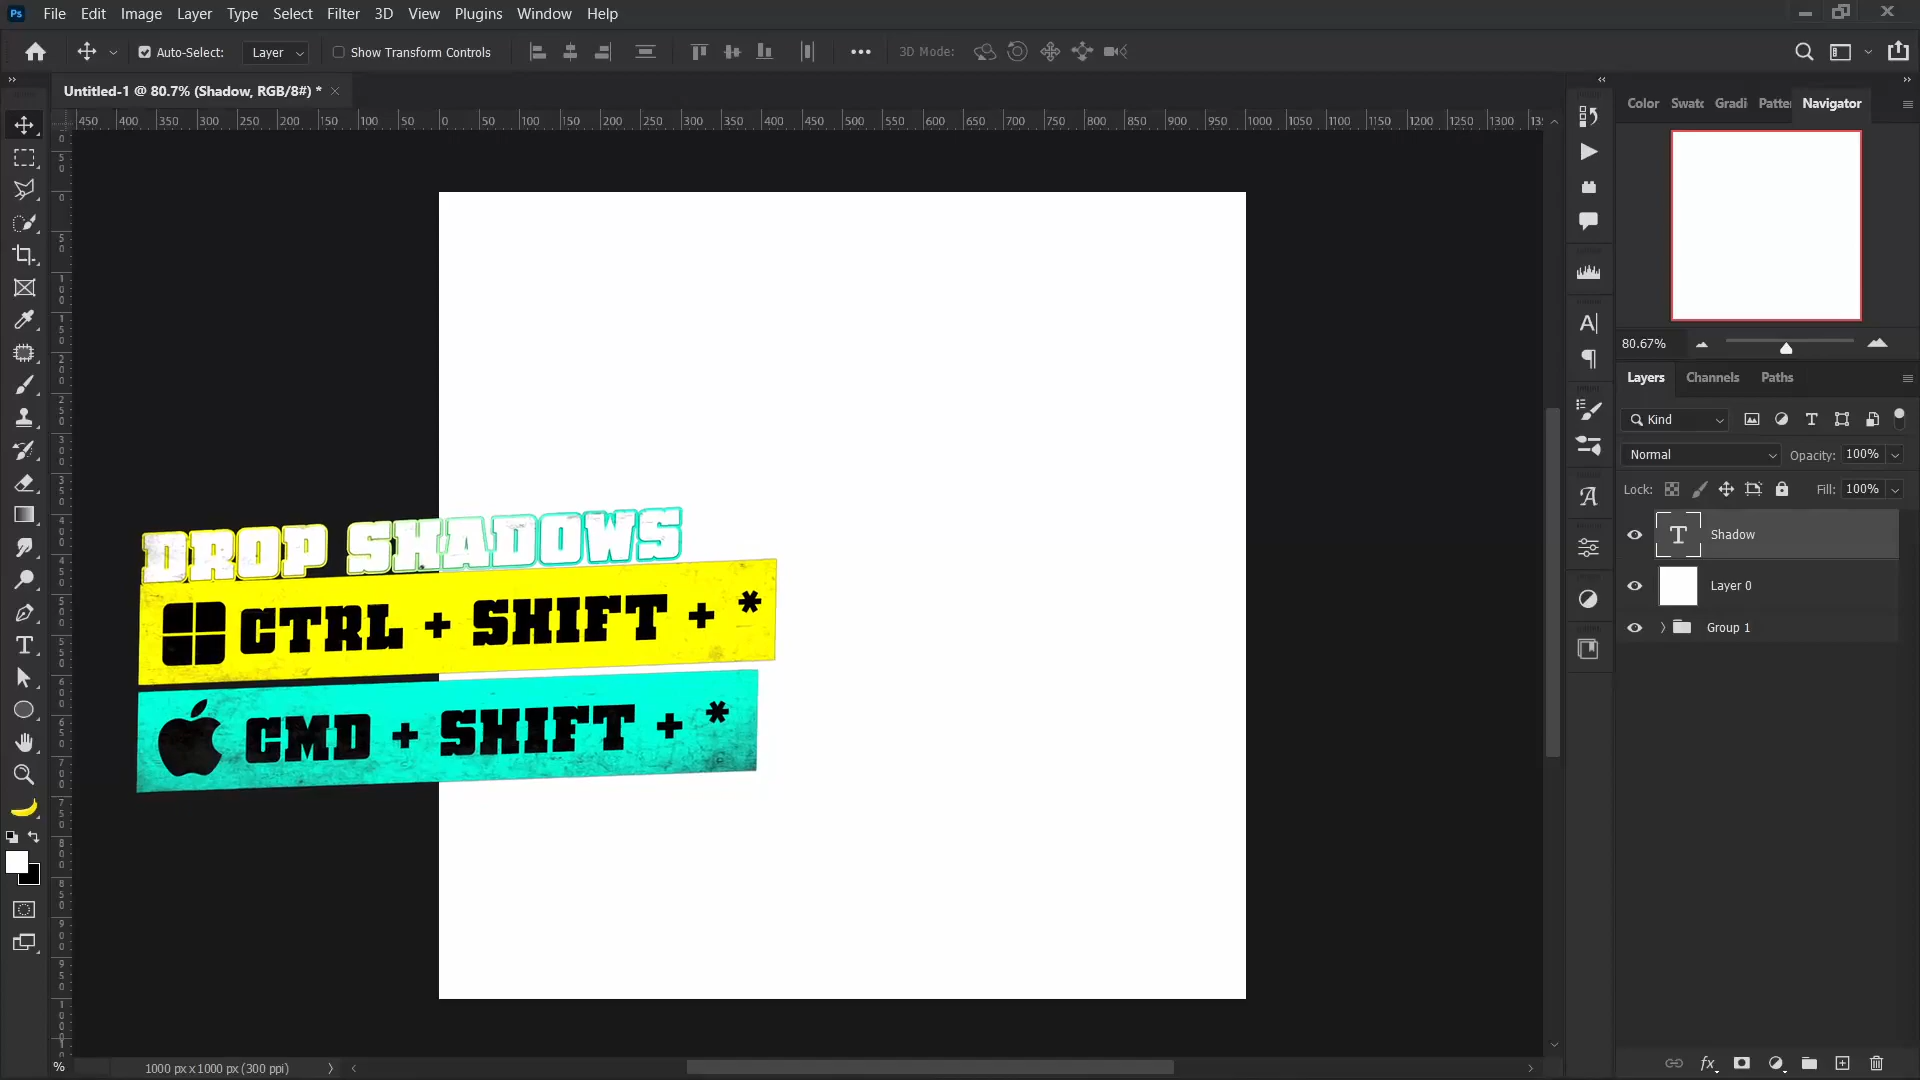 Ps File Edit Image Layer Type Select Filter 3D View Plugins Window Help
Auto-Select: Layer Show Transform Controls 3D Mode:
Untitled-1 @ 80.7% (Shadow, RGB/8#) *
Color Swatc Gradi Patte Navigator
450 400 350 300 250 200 150 100 50 0 50 100 150 200 250 300 350 400 450 500 550 600 650 700 750 800 850 900 950 1000 1050 1100 1150 1200 1250 1300
80.67%
Layers Channels Paths
Kind
Normal Opacity: 100%
Lock: Fill: 100%
Shadow
Layer 0
Group 1
DROP SHADOWS
CTRL + SHIFT + *
CMD + SHIFT + *
% 1000 px x 1000 px (300 ppi)